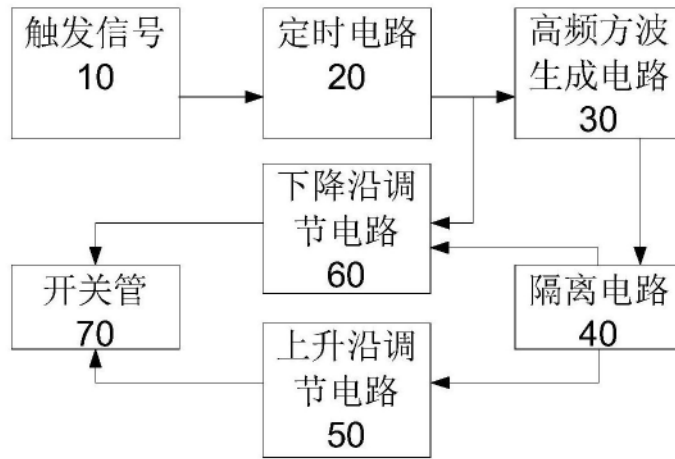 触发信号
10
定时电路
20
高频方波
生成电路
30
下降沿调
节电路
60
开关管
70
隔离电路
40
上升沿调
节电路
50